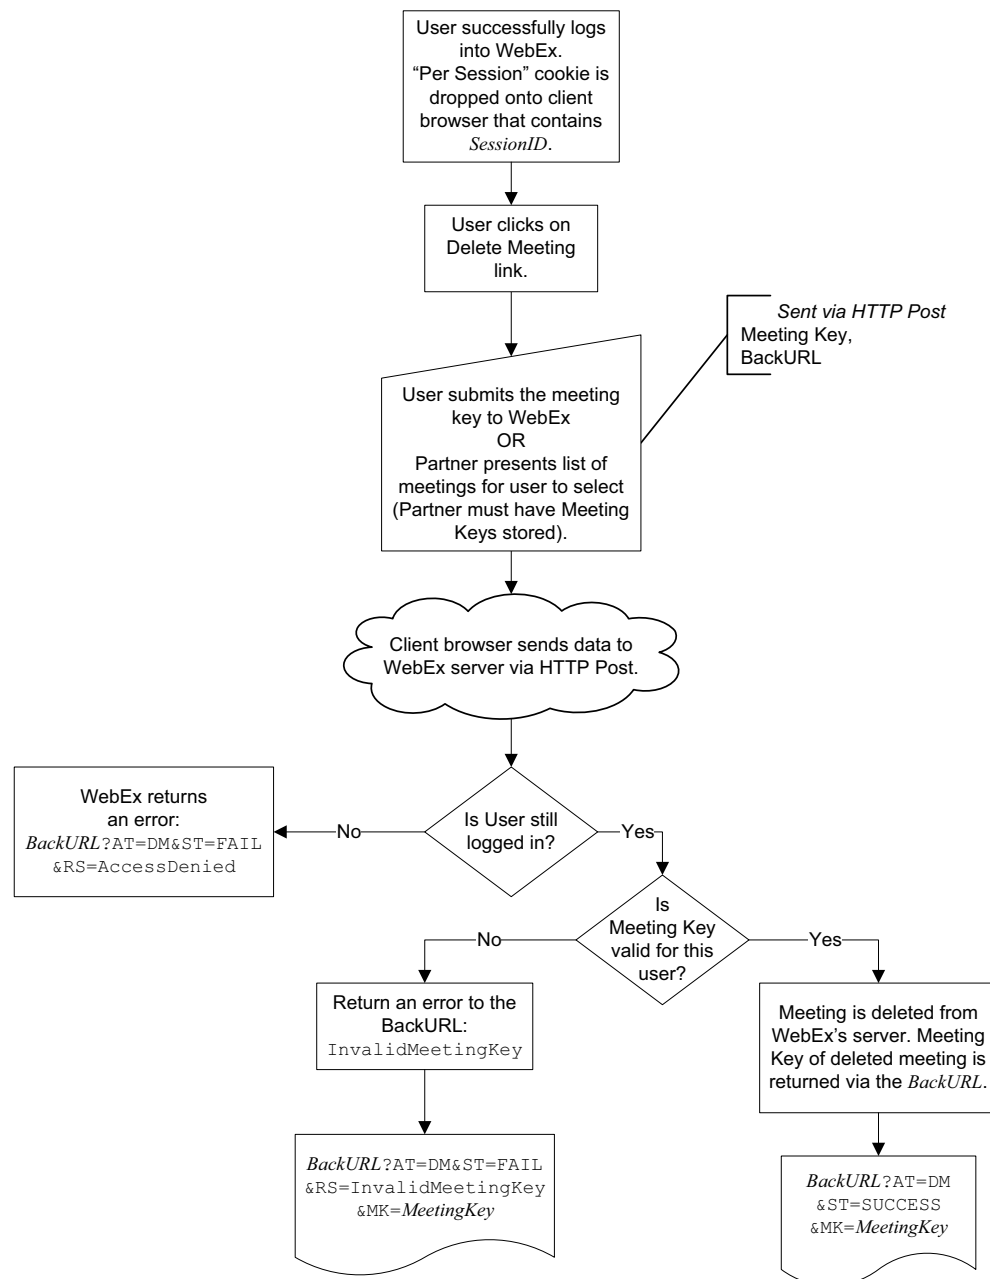 User successfully logs
into WebEx.
“Per Session” cookie is
dropped onto client
browser that contains
SessionID.
User clicks on
Delete Meeting
link.
Sent via HTTP Post
Meeting Key,
BackURL
User submits the meeting
key to WebEx
OR
Partner presents list of
meetings for user to select
(Partner must have Meeting
Keys stored).
Client browser sends data to
WebEx server via HTTP Post.
WebEx returns
an error:
BackURL?AT=DM&ST=FAIL
&RS=AccessDenied
No
Is User still
logged in?
Yes
Is
Meeting Key
valid for this
user?
No
Yes
Return an error to the
BackURL:
InvalidMeetingKey
Meeting is deleted from
WebEx’s server. Meeting
Key of deleted meeting is
returned via the BackURL.
BackURL?AT=DM&ST=FAIL
&RS=InvalidMeetingKey
&MK=MeetingKey
BackURL?AT=DM
&ST=SUCCESS
&MK=MeetingKey